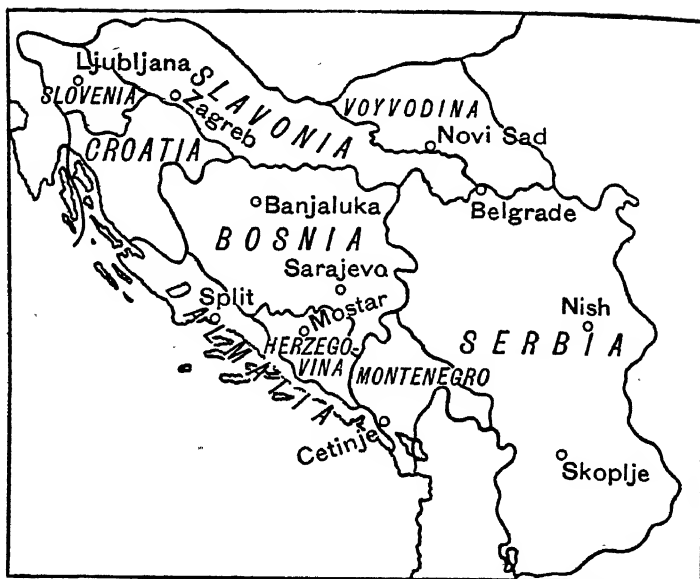 Ljubljana
SLOVENIA
Zagreb
SLAVONIA
VOYVODINA
Novi Sad
CROATIA
Belgrade
Banjaluka
BOSNIA
Sarajevo
Split
DALMATIA
Mostar
HERZEGO-
VINA
MONTENEGRO
Nish
SERBIA
Cetinje
Skoplje